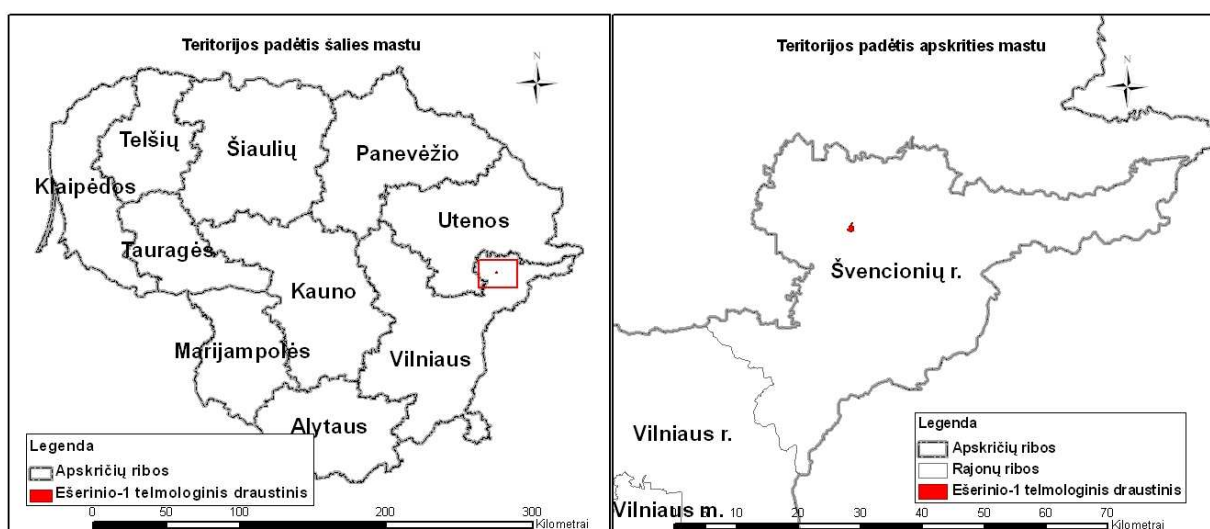 Teritorijos padėtis šalies mastu
N
Telšių
Šiaulių
Panevėžio
Klaipėdos
Utenos
Tauragės
Kauno
Marijampolės
Vilniaus
Alytaus
Legenda
Apskričių ribos
Ešerinio-1 telmologinis draustinis
0 50 100 200 300
Kilometrai
Teritorijos padėtis apskrities mastu
N
Švencionių r.
Vilniaus r.
Vilniaus m.
Legenda
Apskričių ribos
Rajonų ribos
Ešerinio-1 telmologinis draustinis
0 5 10 20 30 40 50 60 70
Kilometrai